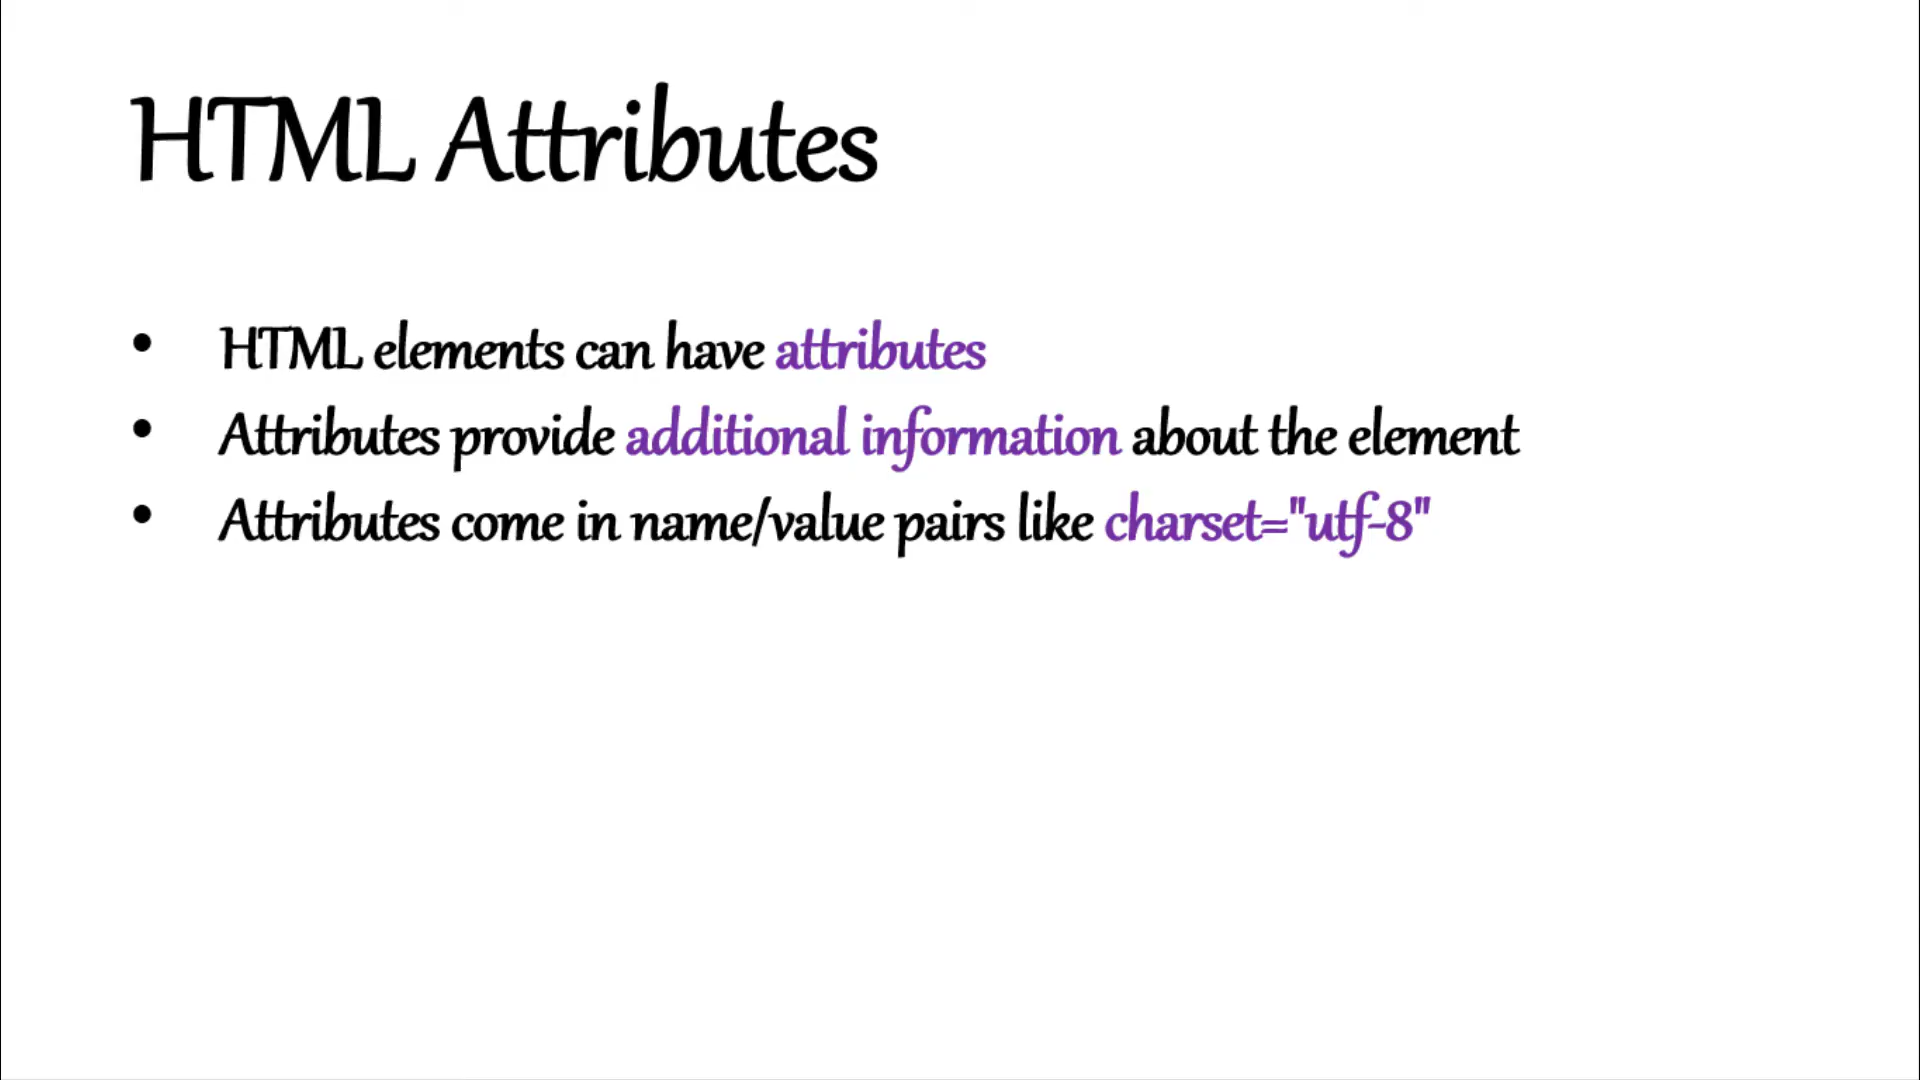 HTML Attributes
• HTML elements can have attributes
• Attributes provide additional information about the element
• Attributes come in name/value pairs like charset="utf-8"